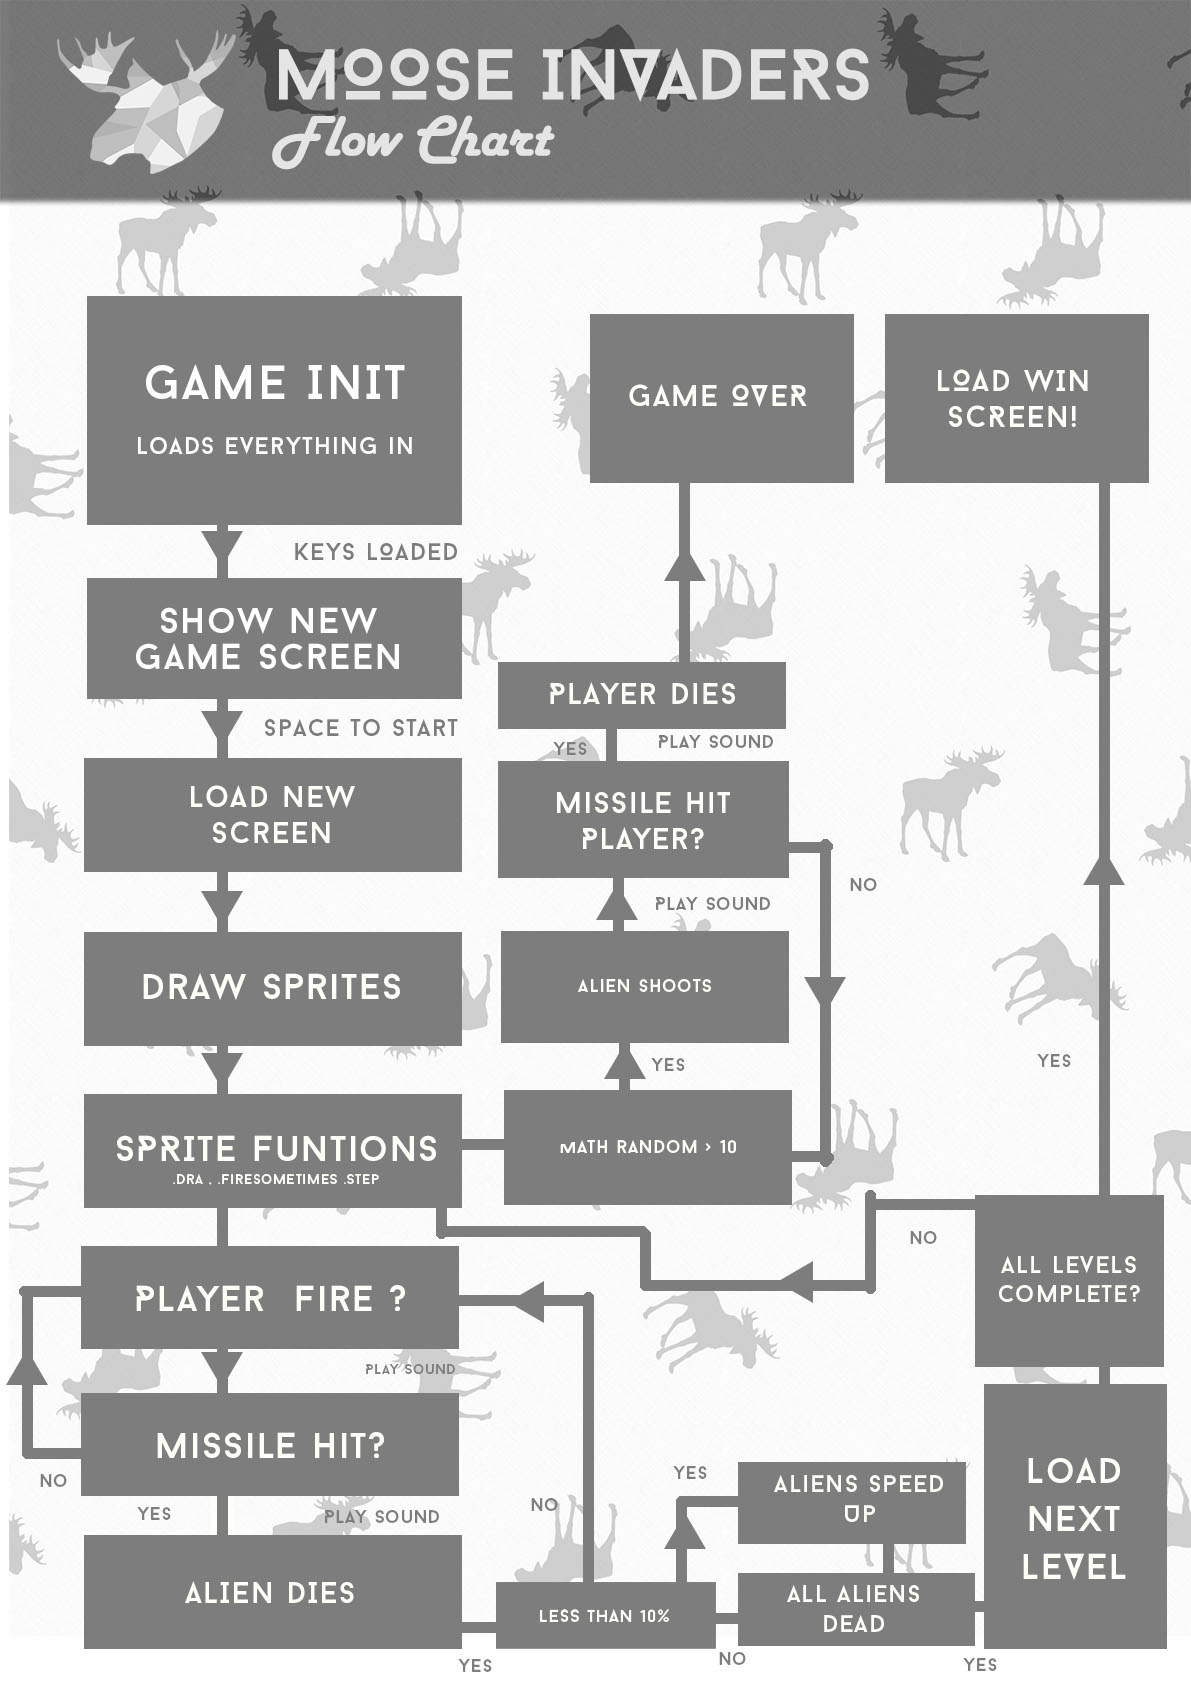 MOOSE INVADERS
Flow Chart
GAME INIT
LOADS EVERYTHING IN
KEYS LOADED
SHOW NEW
GAME SCREEN
SPACE TO START
LOAD NEW
SCREEN
DRAW SPRITES
SPRITE FUNTIONS
.DRA . .FIRESOMETIMES .STEP
PLAYER FIRE ?
PLAY SOUND
MISSILE HIT?
NO
YES
PLAY SOUND
ALIEN DIES
YES
GAME OVER
LOAD WIN
SCREEN!
PLAYER DIES
YES
PLAY SOUND
MISSILE HIT
PLAYER?
NO
PLAY SOUND
ALIEN SHOOTS
YES
MATH RANDOM > 10
YES
NO
ALL LEVELS
COMPLETE?
LOAD
NEXT
LEVEL
YES
ALIENS SPEED
UP
NO
LESS THAN 10%
ALL ALIENS
DEAD
NO
YES